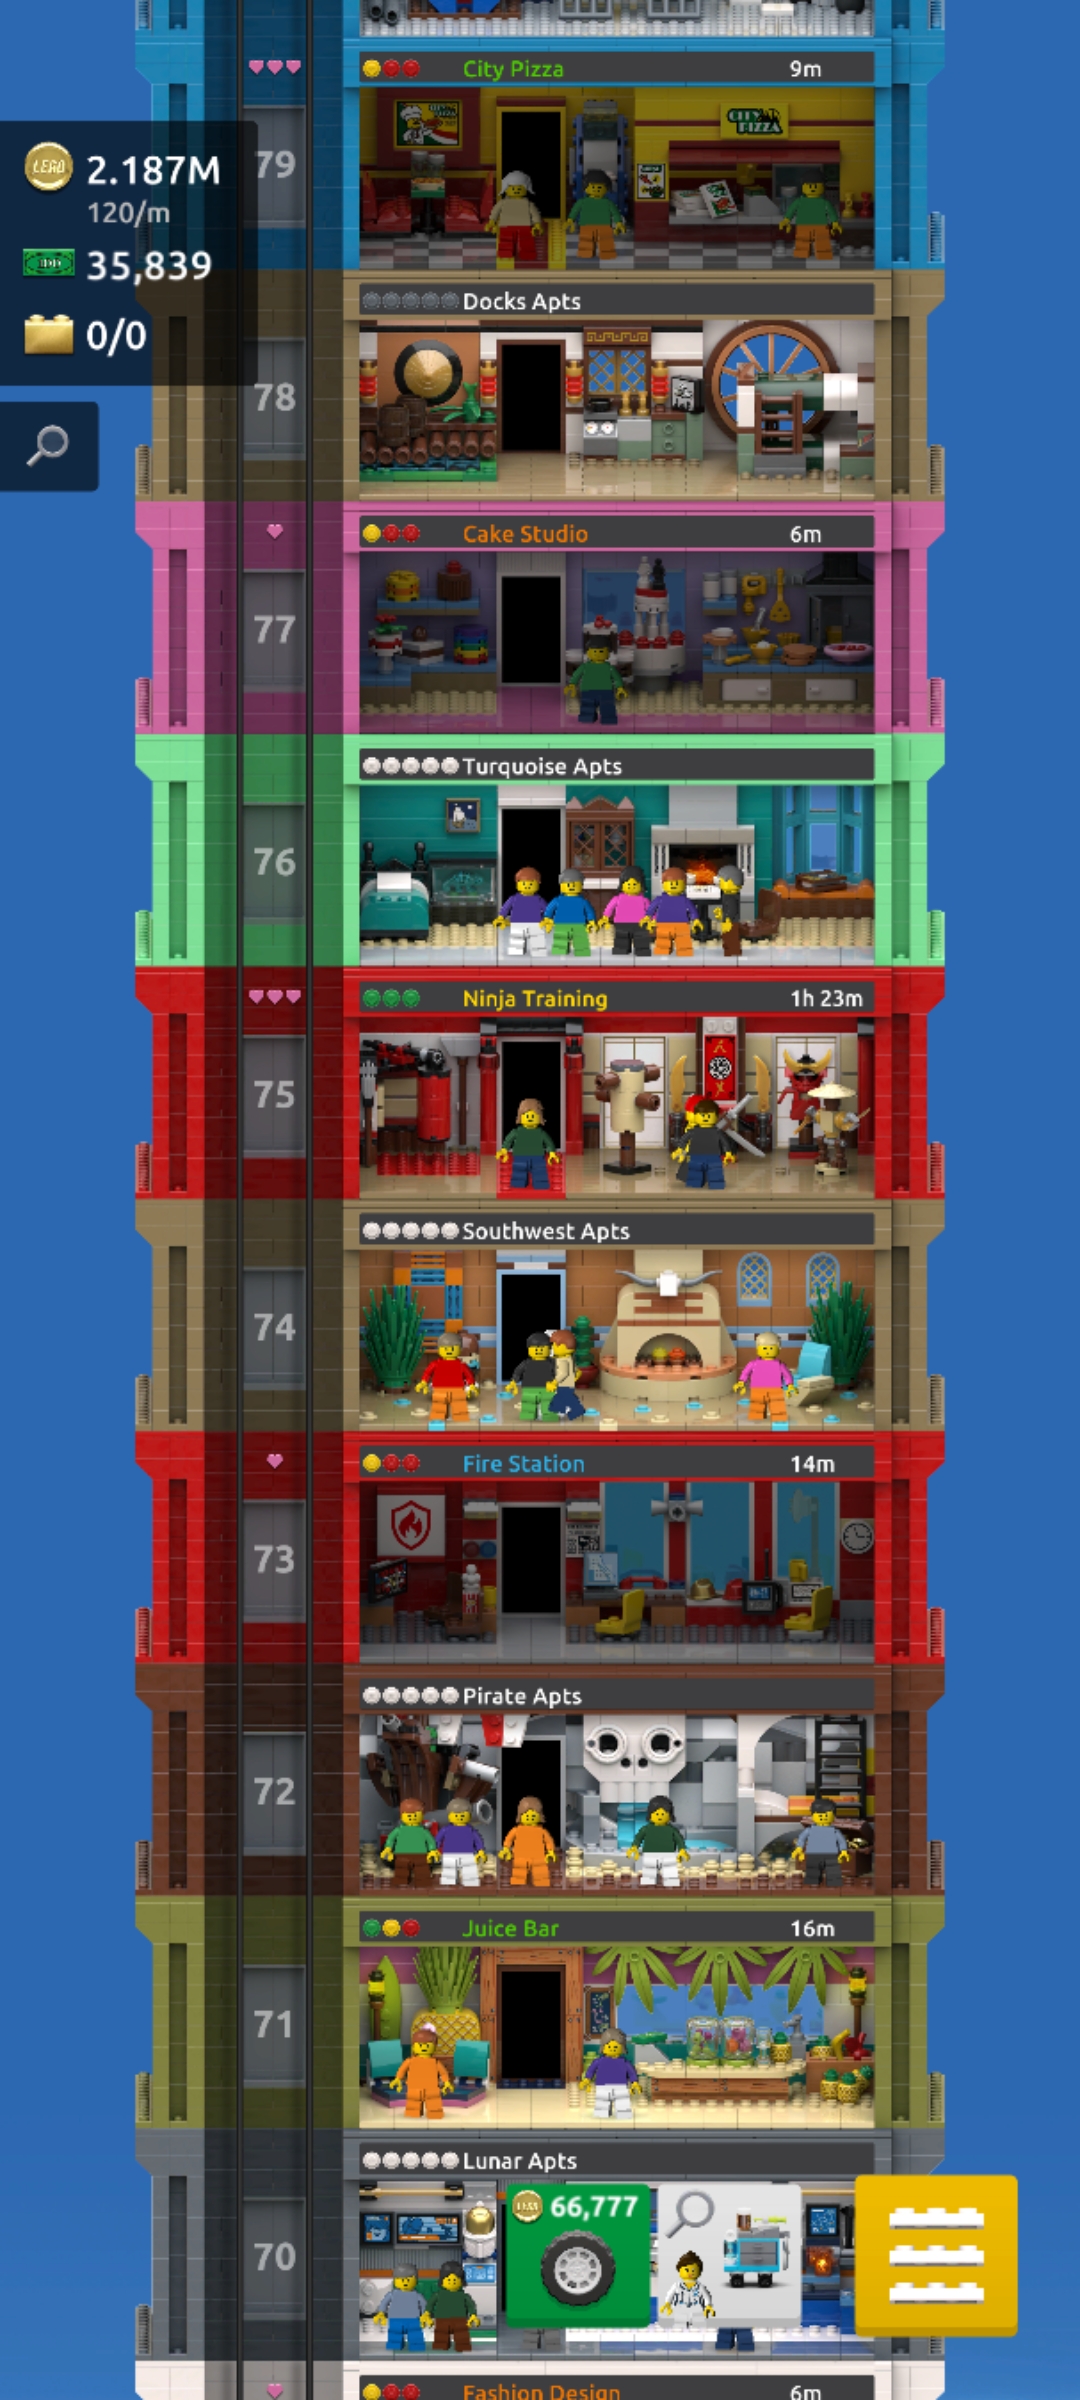 City Pizza 9m
CITY PIZZA
79
LEGO 2.187M
120/m
35,839
0/0
Docks Apts
78
Cake Studio 6m
77
Turquoise Apts
76
Ninja Training 1h 23m
75
Southwest Apts
74
Fire Station 14m
73
Pirate Apts
72
Juice Bar 16m
71
Lunar Apts
66,777
70
Fashion Design 6m